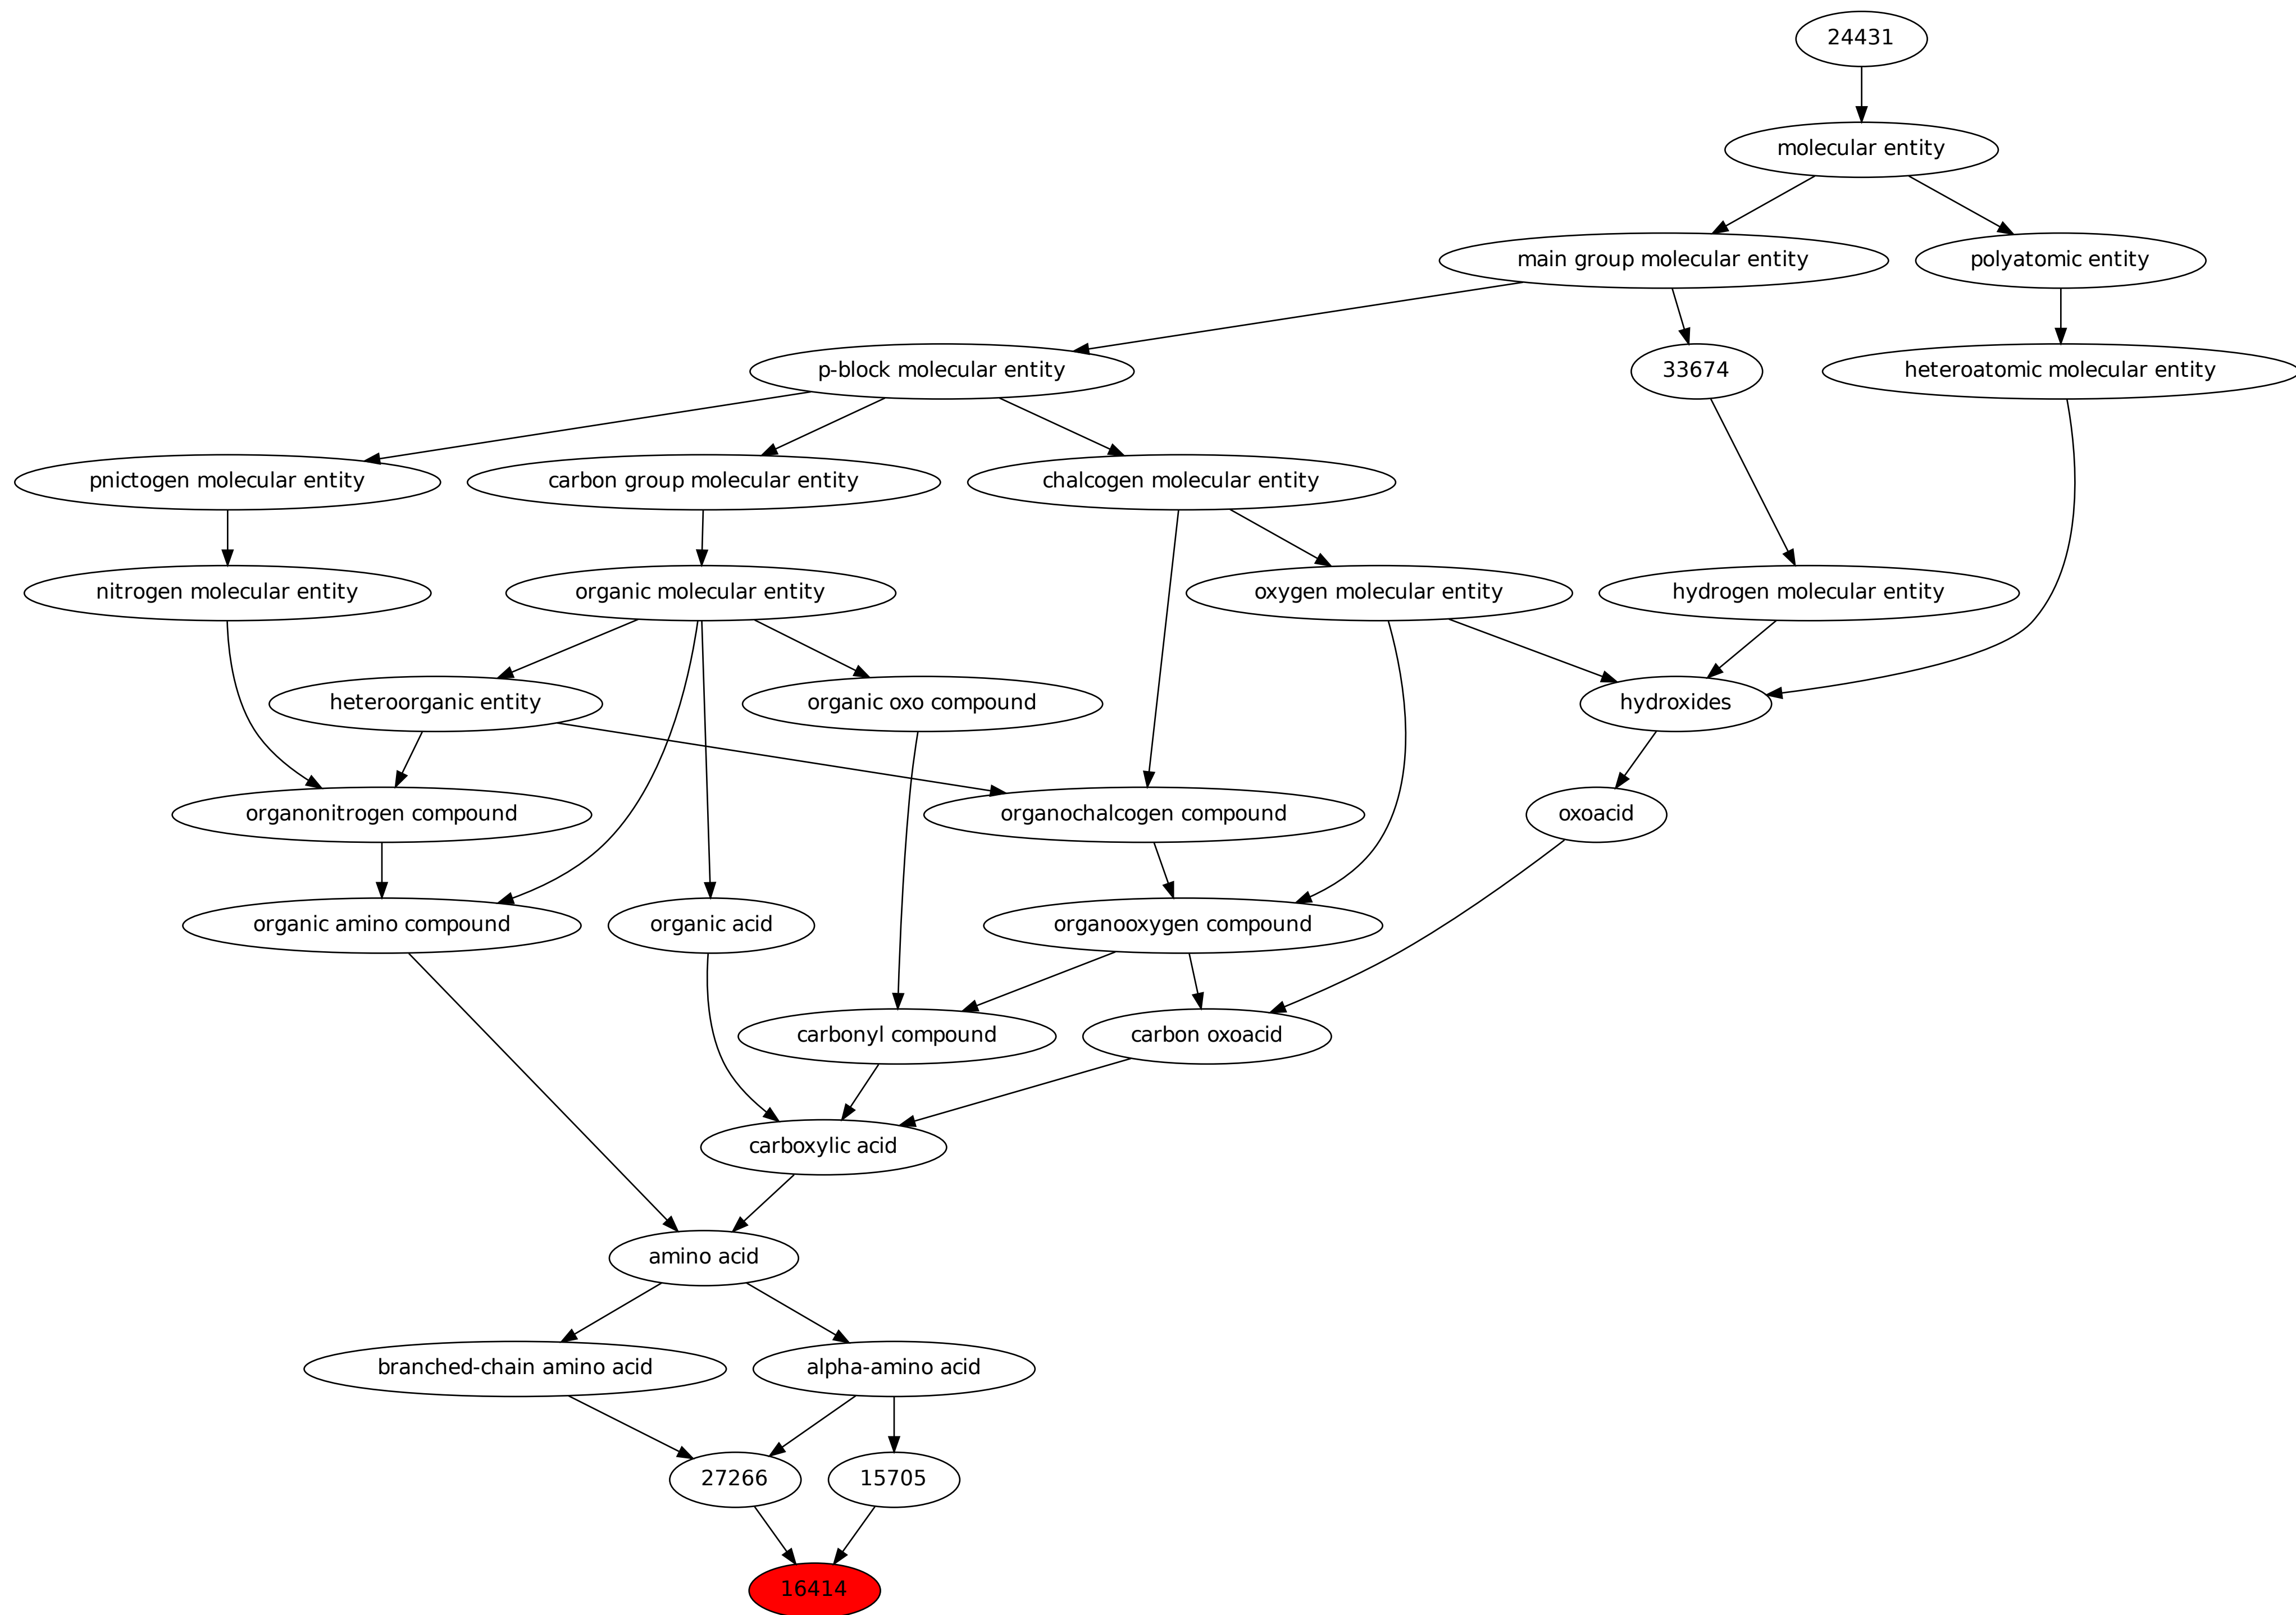 24431
molecular entity
main group molecular entity
polyatomic entity
p-block molecular entity
33674
heteroatomic molecular entity
pnictogen molecular entity
carbon group molecular entity
chalcogen molecular entity
nitrogen molecular entity
organic molecular entity
oxygen molecular entity
hydrogen molecular entity
heteroorganic entity
organic oxo compound
hydroxides
organonitrogen compound
organochalcogen compound
oxoacid
organic amino compound
organic acid
organooxygen compound
carbonyl compound
carbon oxoacid
carboxylic acid
amino acid
branched-chain amino acid
alpha-amino acid
27266
15705
16414